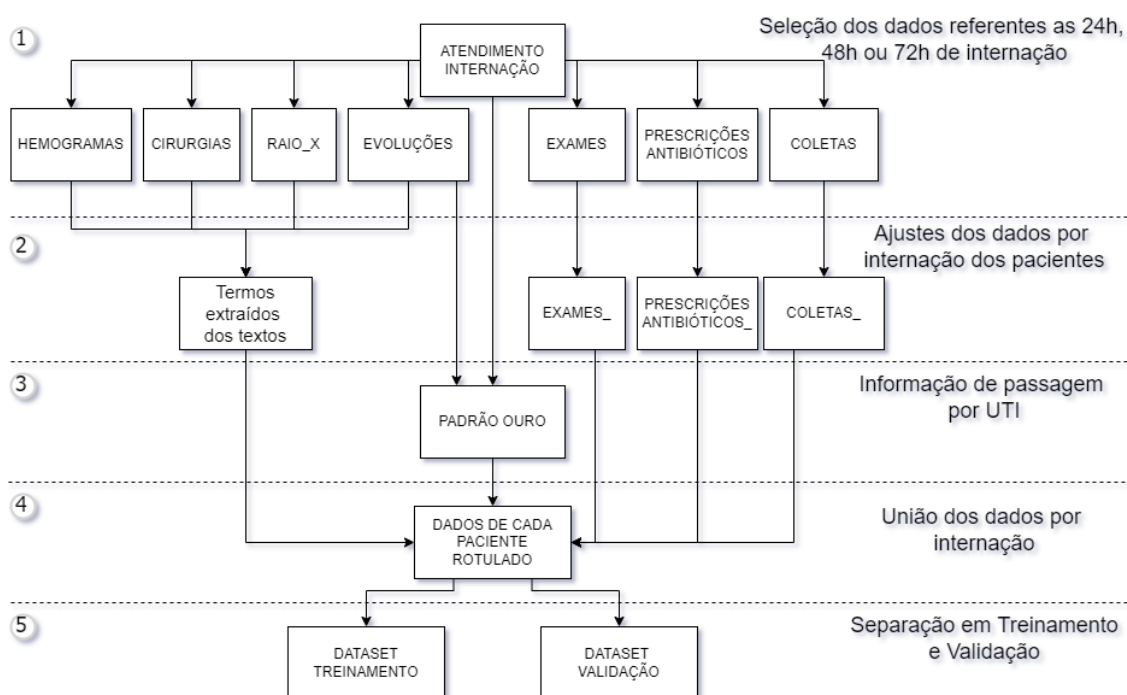 1
ATENDIMENTO
INTERNAÇÃO
Seleção dos dados referentes as 24h,
48h ou 72h de internação
HEMOGRAMAS
CIRURGIAS
RAIO_X
EVOLUÇÕES
EXAMES
PRESCRIÇÕES
ANTIBIÓTICOS
COLETAS
2
Ajustes dos dados por
internação dos pacientes
Termos
extraídos
dos textos
EXAMES_
PRESCRIÇÕES
ANTIBIÓTICOS_
COLETAS_
3
Informação de passagem
por UTI
PADRÃO OURO
4
DADOS DE CADA
PACIENTE
ROTULADO
União dos dados por
internação
5
Separação em Treinamento
e Validação
DATASET
TREINAMENTO
DATASET
VALIDAÇÃO